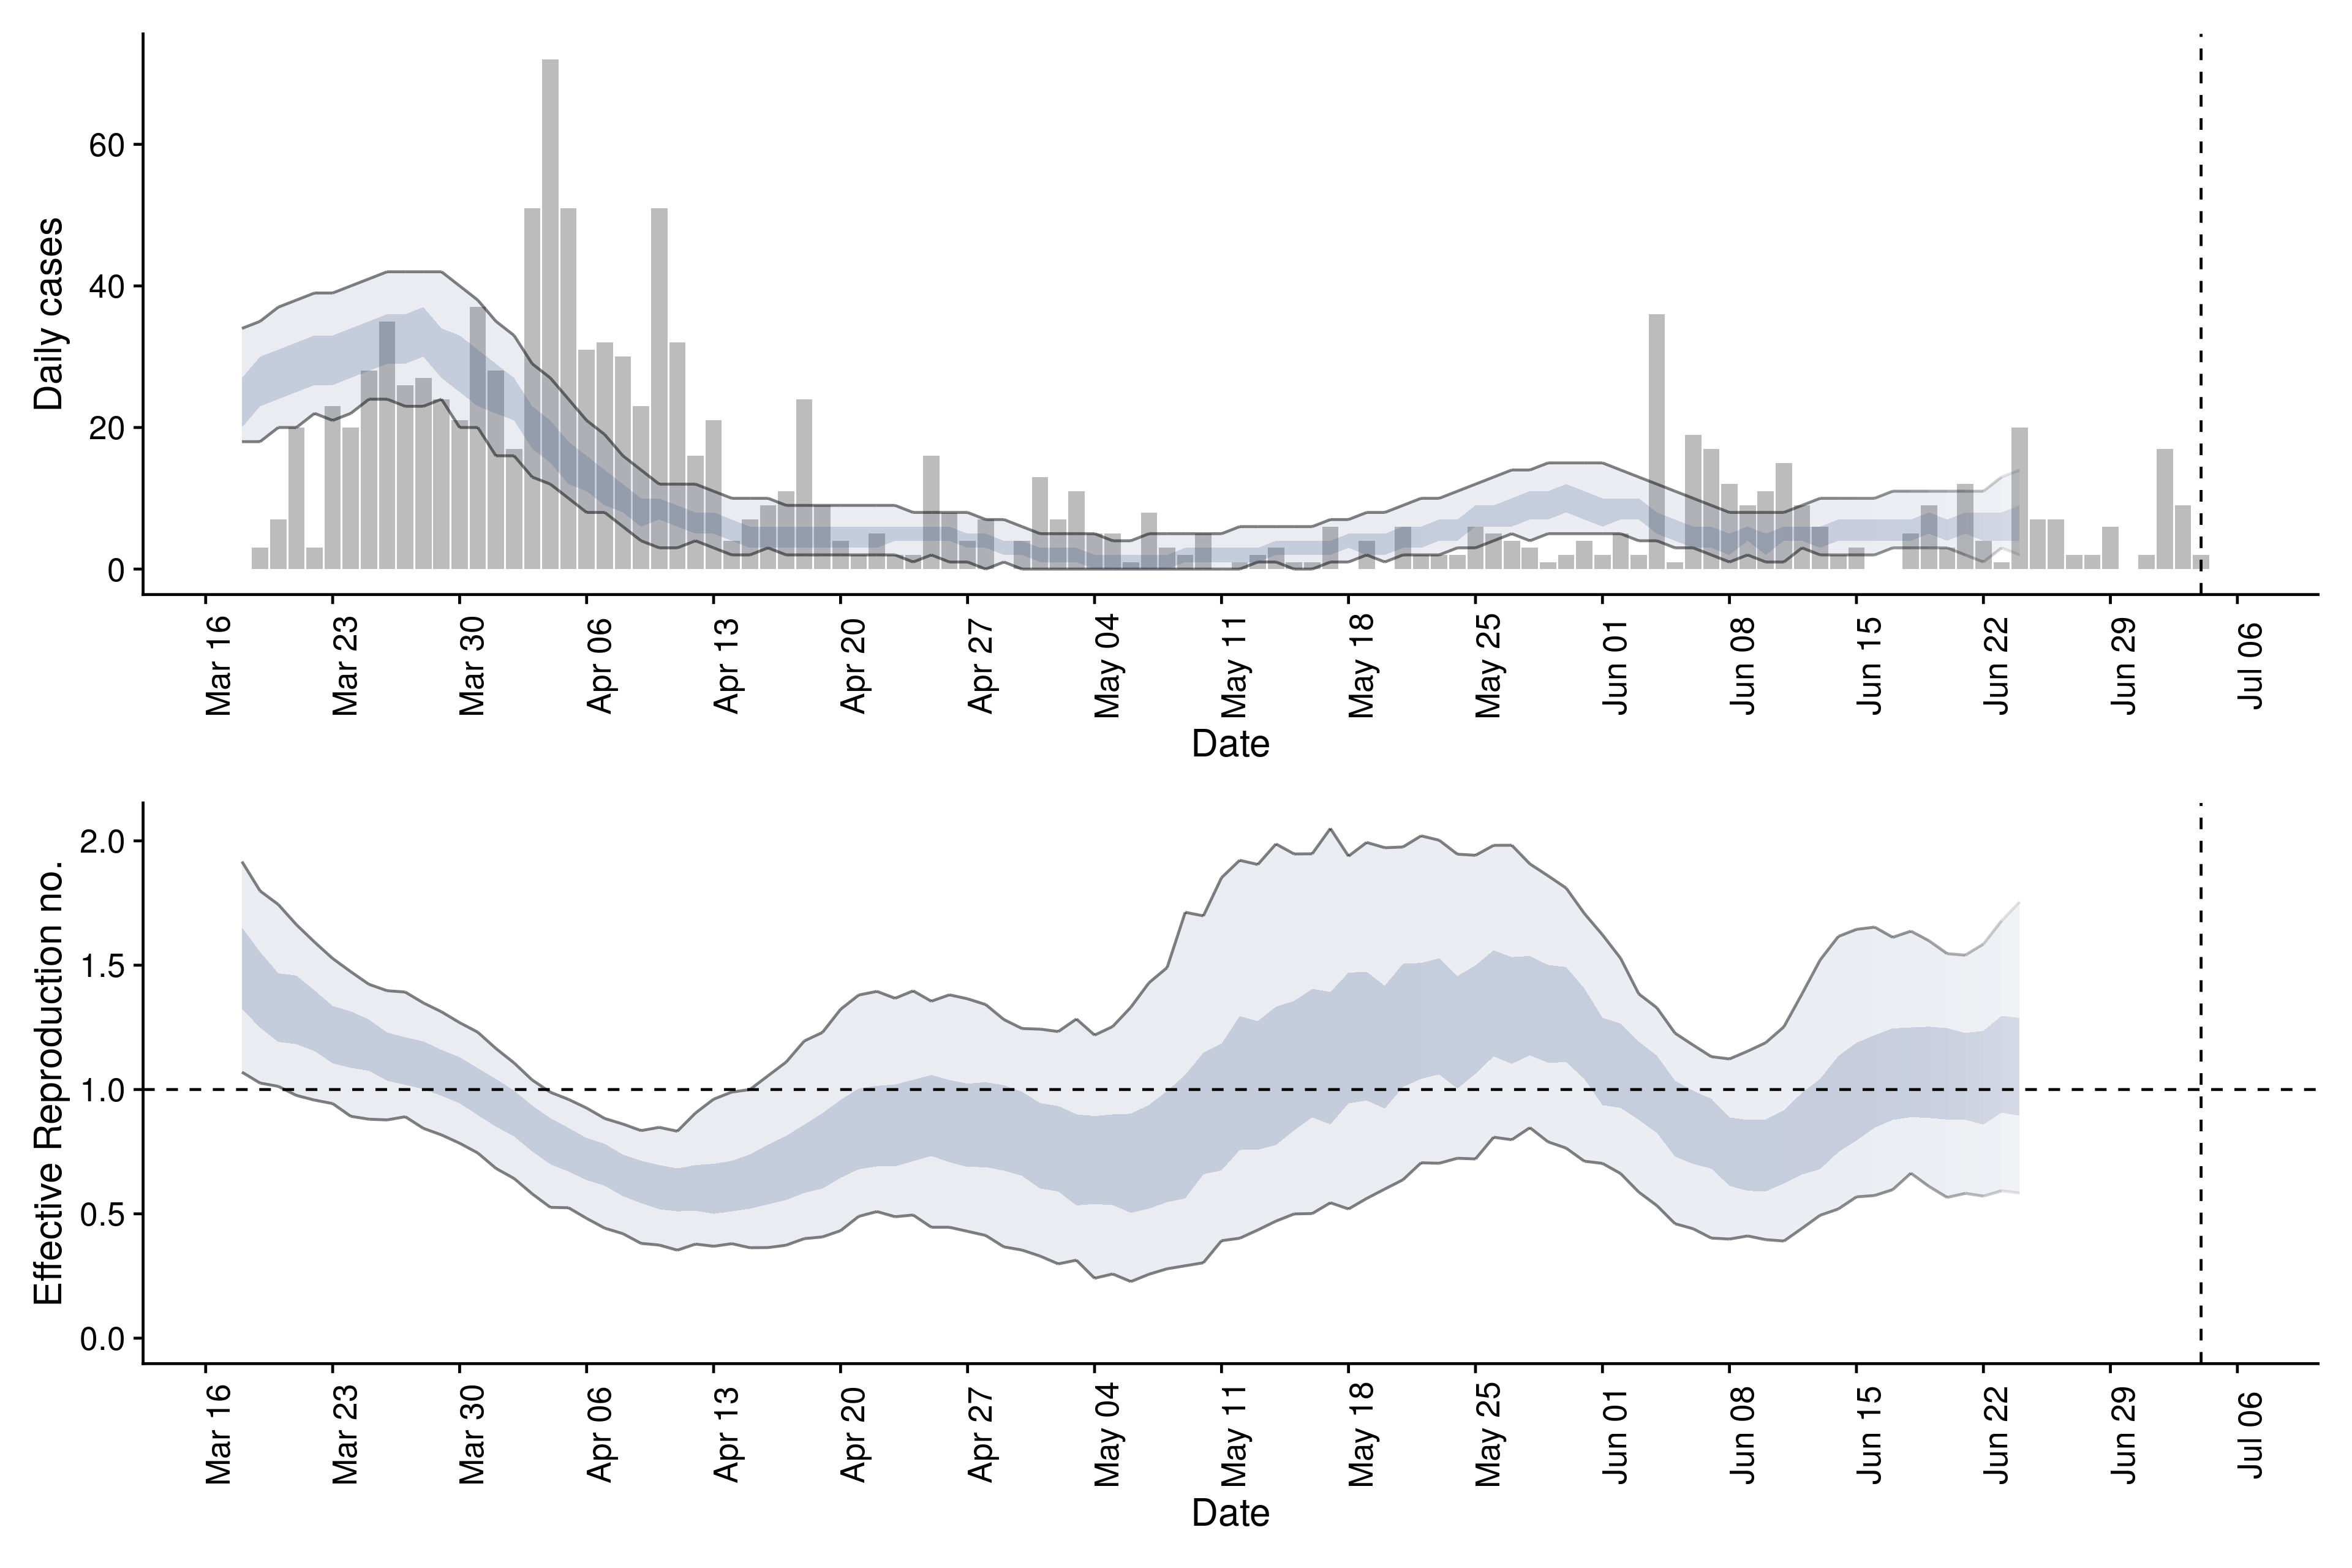 Daily cases
60
40
20
0
Mar 16
Mar 23
Mar 30
Apr 06
Apr 13
Apr 20
Apr 27
May 04
May 11
May 18
May 25
Jun 01
Jun 08
Jun 15
Jun 22
Jun 29
Jul 06
Date
Effective Reproduction no.
2.0
1.5
1.0
0.5
0.0
Mar 16
Mar 23
Mar 30
Apr 06
Apr 13
Apr 20
Apr 27
May 04
May 11
May 18
May 25
Jun 01
Jun 08
Jun 15
Jun 22
Jun 29
Jul 06
Date